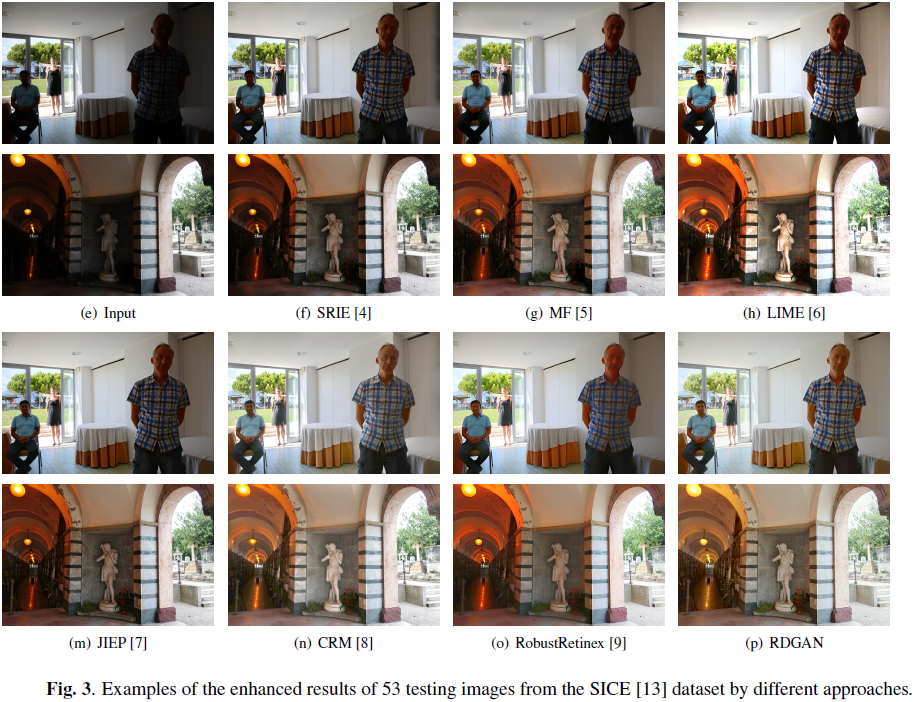 (e) Input
(f) SRIE [4]
(g) MF [5]
(h) LIME [6]
(m) JIEP [7]
(n) CRM [8]
(o) RobustRetinex [9]
(p) RDGAN
Fig. 3. Examples of the enhanced results of 53 testing images from the SICE [13] dataset by different approaches.